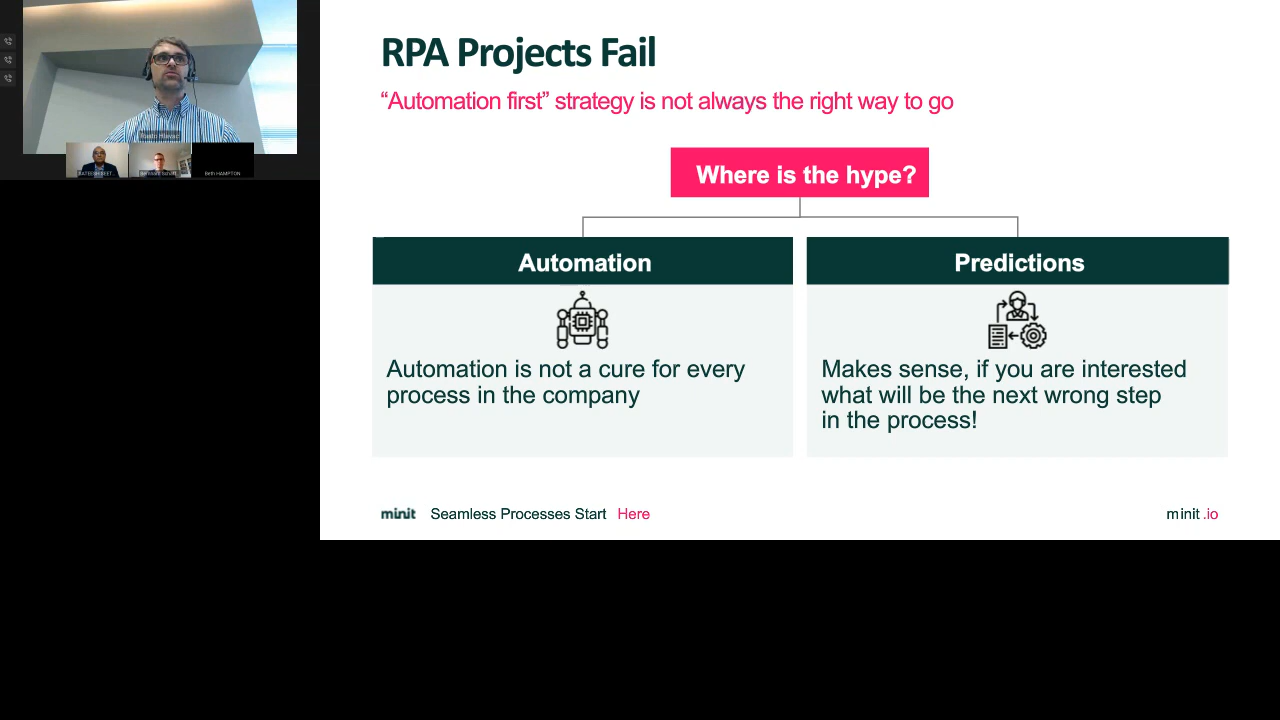 RPA Projects Fail
“Automation first” strategy is not always the right way to go
Where is the hype?
Automation
Automation is not a cure for every
process in the company
Predictions
Makes sense, if you are interested
what will be the next wrong step
in the process!
minit Seamless Processes Start Here
minit.io
Beth HAMPTON